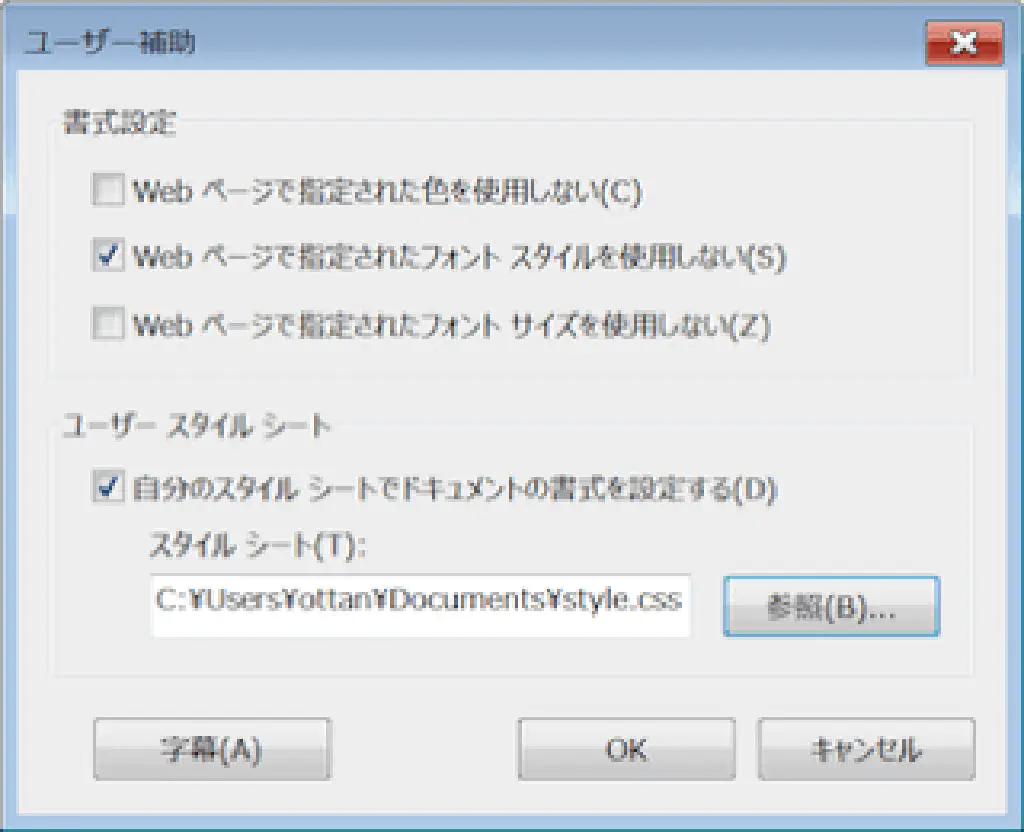 ユーザー補助
書式設定
Web ページで指定された色を使用しない(C)
Web ページで指定されたフォント スタイルを使用しない(S)
Web ページで指定されたフォント サイズを使用しない(Z)
ユーザー スタイル シート
自分のスタイル シートでドキュメントの書式を設定する(D)
スタイル シート(T):
C:¥Users¥ottan¥Documents¥style.css
参照(B)...
字幕(A)
OK
キャンセル